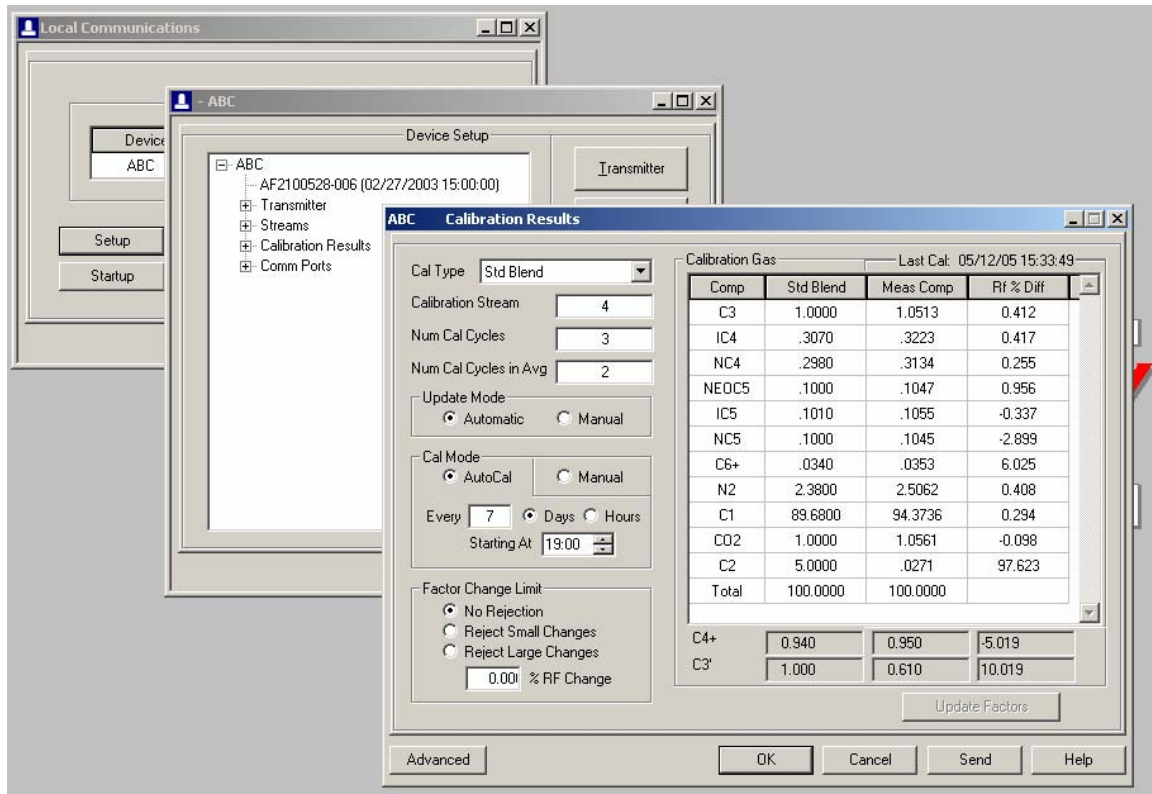 Local Communications
Device
ABC
Setup
Startup
- ABC
Device Setup
ABC
AF2100528-006 (02/27/2003 15:00:00)
Transmitter
Streams
Calibration Results
Comm Ports
Transmitter
ABC Calibration Results
Cal Type Std Blend
Calibration Stream 4
Num Cal Cycles 3
Num Cal Cycles in Avg 2
Update Mode
Automatic Manual
Cal Mode
AutoCal Manual
Every 7 Days Hours
Starting At 19:00
Factor Change Limit
No Rejection
Reject Small Changes
Reject Large Changes
0.00 % RF Change
Calibration Gas Last Cal: 05/12/05 15:33:49
Comp Std Blend Meas Comp Rf % Diff
C3 1.0000 1.0513 0.412
IC4 .3070 .3223 0.417
NC4 .2980 .3134 0.255
NEOC5 .1000 .1047 0.956
IC5 .1010 .1055 -0.337
NC5 .1000 .1045 -2.899
C6+ .0340 .0353 6.025
N2 2.3800 2.5062 0.408
C1 89.6800 94.3736 0.294
CO2 1.0000 1.0561 -0.098
C2 5.0000 .0271 97.623
Total 100.0000 100.0000
C4+ 0.940 0.950 -5.019
C3' 1.000 0.610 10.019
Update Factors
Advanced OK Cancel Send Help